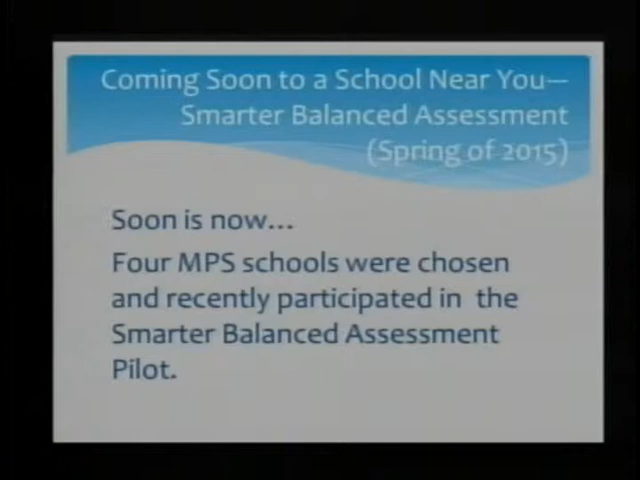 Coming Soon to a School Near You—
Smarter Balanced Assessment
(Spring of 2015)
Soon is now...
Four MPS schools were chosen
and recently participated in the
Smarter Balanced Assessment
Pilot.